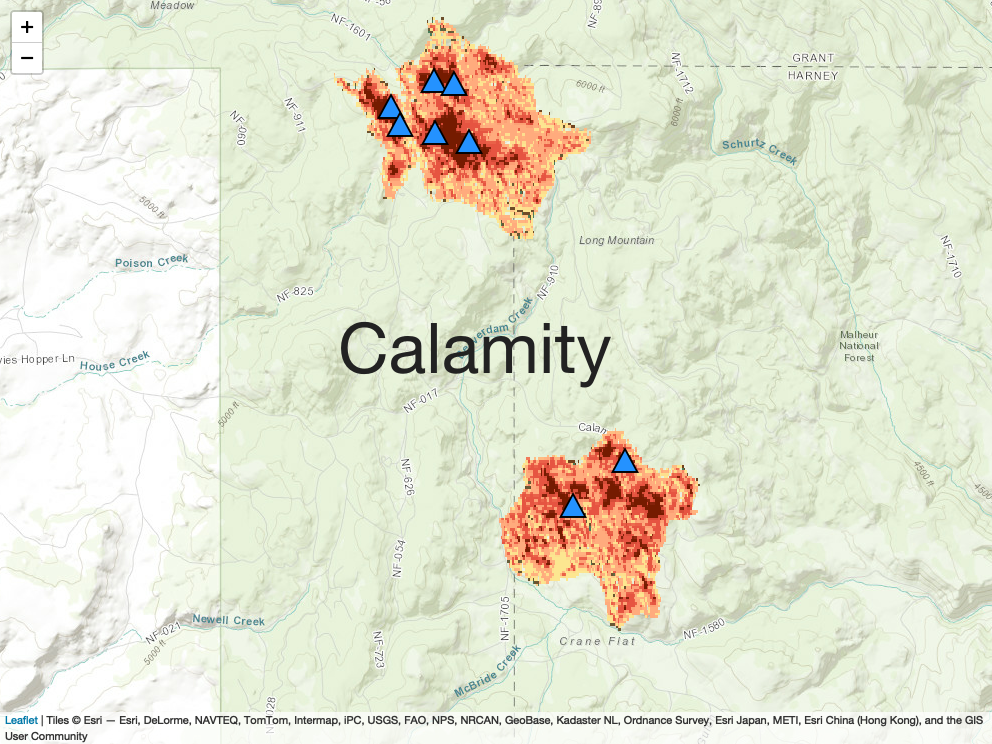 Meadow
NF-1601
+
−
GRANT
HARNEY
NF-1712
6000 ft
6000 ft
NF-911
NF-090
Schurtz Creek
5000 ft
Long Mountain
NF-1710
Poison Creek
NF-910
NF-825
Creek
Calamity
Malheur
National
Forest
Hopper Ln
House Creek
NF-017
5000 ft
NF-626
4500 ft
NF-054
NF-1705
Newell Creek
NF-021
5000 ft
NF-723
Crane Flat
NF-1580
McBride Creek
Leaflet | Tiles © Esri — Esri, DeLorme, NAVTEQ, TomTom, Intermap, iPC, USGS, FAO, NPS, NRCAN, GeoBase, Kadaster NL, Ordnance Survey, Esri Japan, METI, Esri China (Hong Kong), and the GIS
User Community